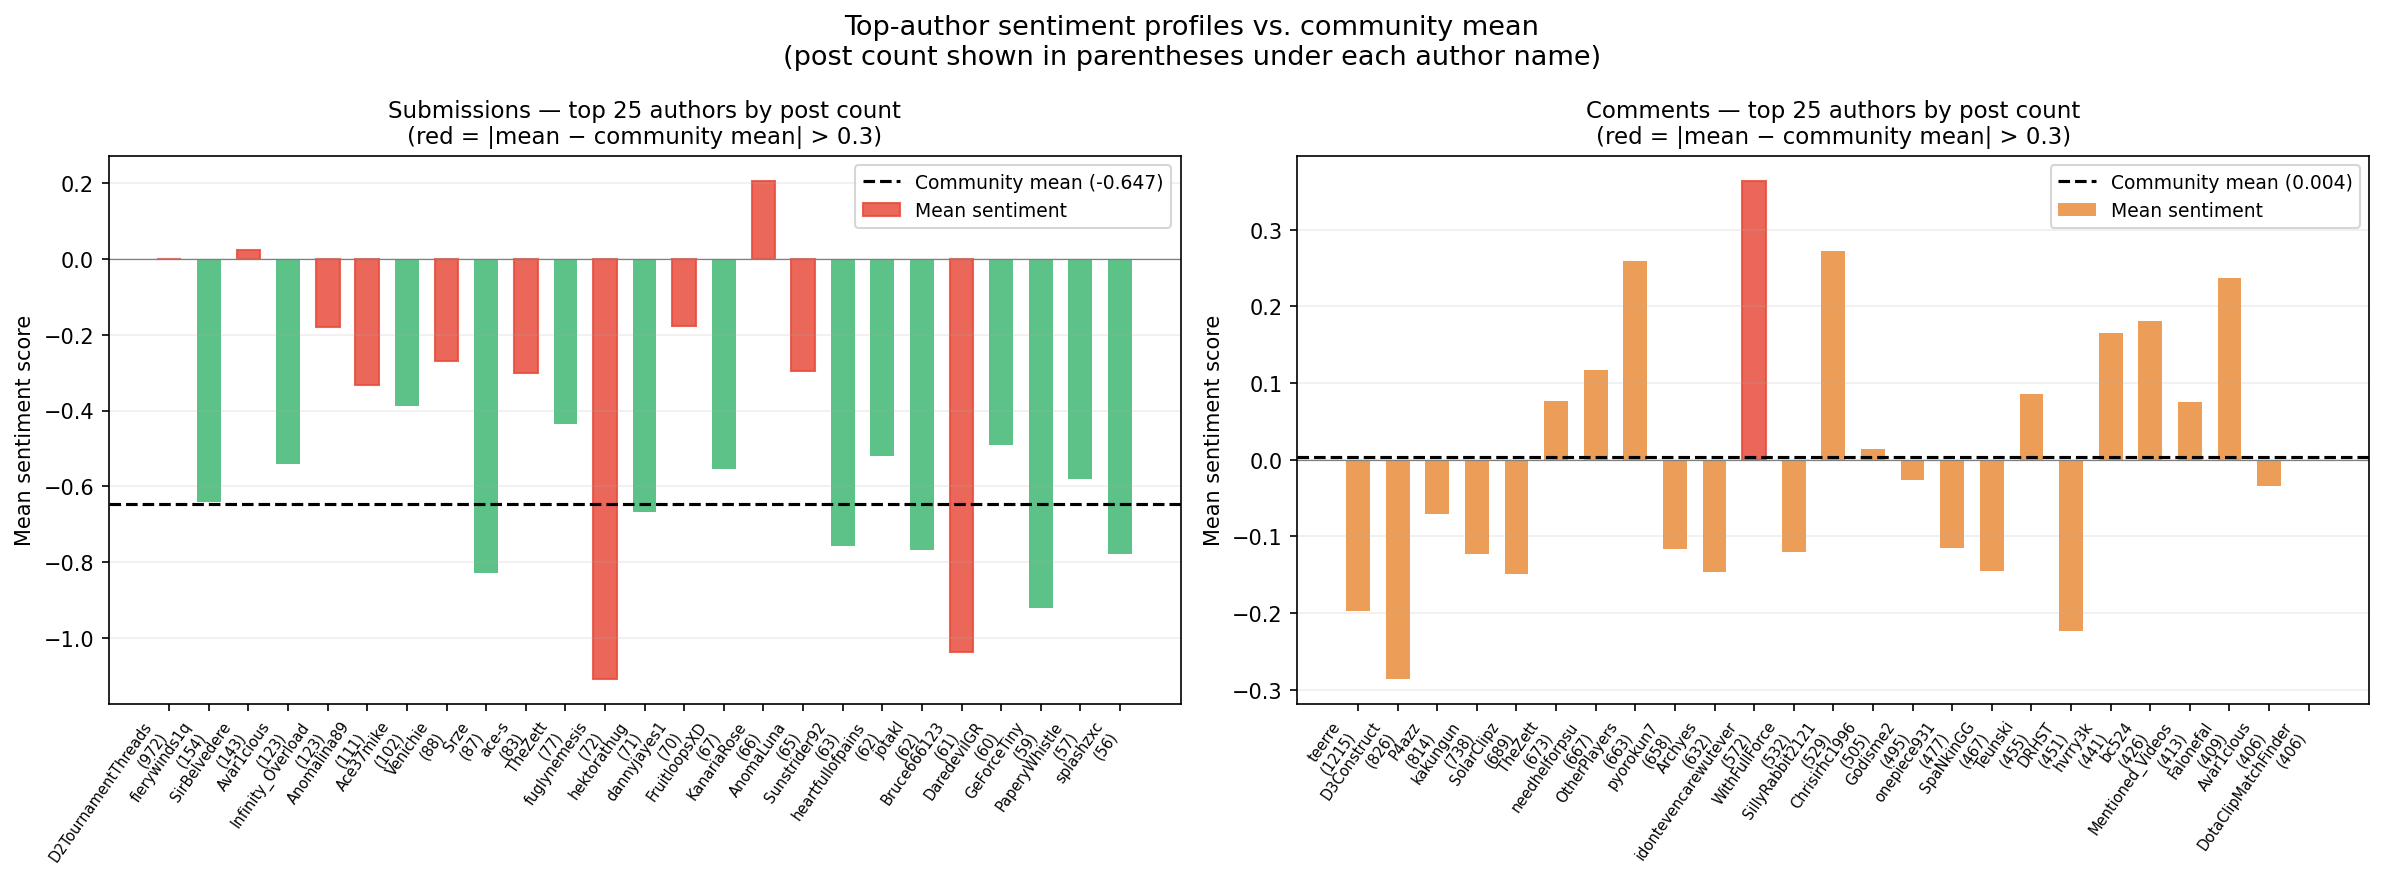 Top-author sentiment profiles vs. community mean
(post count shown in parentheses under each author name)
Submissions — top 25 authors by post count
(red = |mean − community mean| > 0.3)
Mean sentiment score
0.2
0.0
−0.2
−0.4
−0.6
−0.8
−1.0
Community mean (-0.647)
Mean sentiment
D2TournamentThreads
(972)
fierywinds1q
(154)
SirBelvedere
(143)
Avar1cious
(123)
Infinity_Overload
(123)
Anomalina89
(111)
Ace37mike
(102)
Venichie
(88)
Srze
(87)
ace-s
(83)
TheZett
(77)
fuglynemesis
(72)
hektorathug
(71)
dannyjayes1
(70)
FruitloopsXD
(67)
KanariaRose
(66)
AnomaLuna
(65)
Sunstrider92
(63)
heartfullofpains
(62)
jotakl
(62)
Bruce666123
(61)
DaredevilGR
(60)
GeForceTiny
(59)
PaperyWhistle
(57)
splashzxc
(56)
Comments — top 25 authors by post count
(red = |mean − community mean| > 0.3)
Mean sentiment score
0.3
0.2
0.1
0.0
−0.1
−0.2
−0.3
Community mean (0.004)
Mean sentiment
teerre
(1215)
D3Construct
(826)
P4azz
(814)
kakungun
(738)
SolarClipz
(689)
TheZett
(673)
needhelforpsu
(667)
OtherPlayers
(663)
pyorokun7
(658)
Archyes
(632)
idontevencarewutever
(572)
WithFullForce
(532)
SillyRabbit2121
(529)
Chrisirhc1996
(505)
Godisme2
(495)
onepiece931
(477)
SpaNkinGG
(467)
Telunski
(455)
DRHST
(451)
hvrry3k
(441)
bc524
(426)
Mentioned_Videos
(413)
Falonefal
(409)
Avar1cious
(406)
DotaClipMatchFinder
(406)